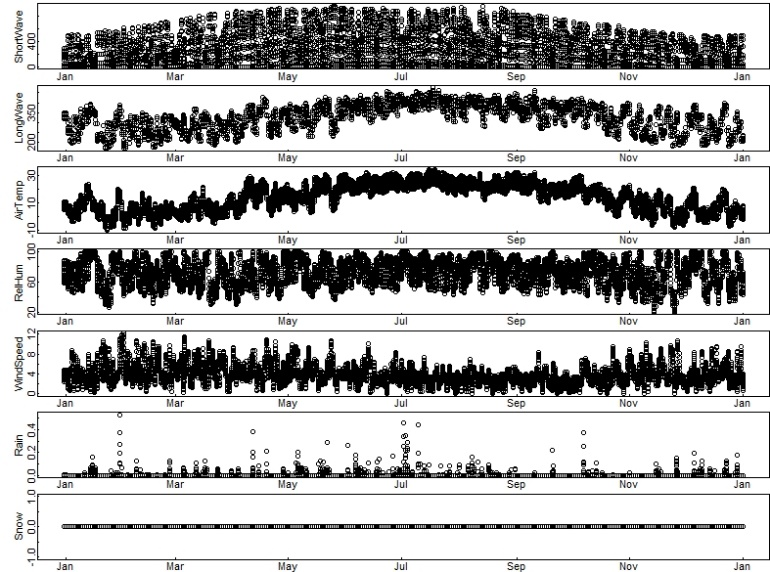 ShortWave
0 400
Jan Mar May Jul Sep Nov Jan
LongWave
200 350
Jan Mar May Jul Sep Nov Jan
AirTemp
-10 10 30
Jan Mar May Jul Sep Nov Jan
RelHum
20 60 100
Jan Mar May Jul Sep Nov Jan
WindSpeed
0 4 8 12
Jan Mar May Jul Sep Nov Jan
Rain
0.0 0.2 0.4
Jan Mar May Jul Sep Nov Jan
Snow
-1.0 0.0 1.0
Jan Mar May Jul Sep Nov Jan